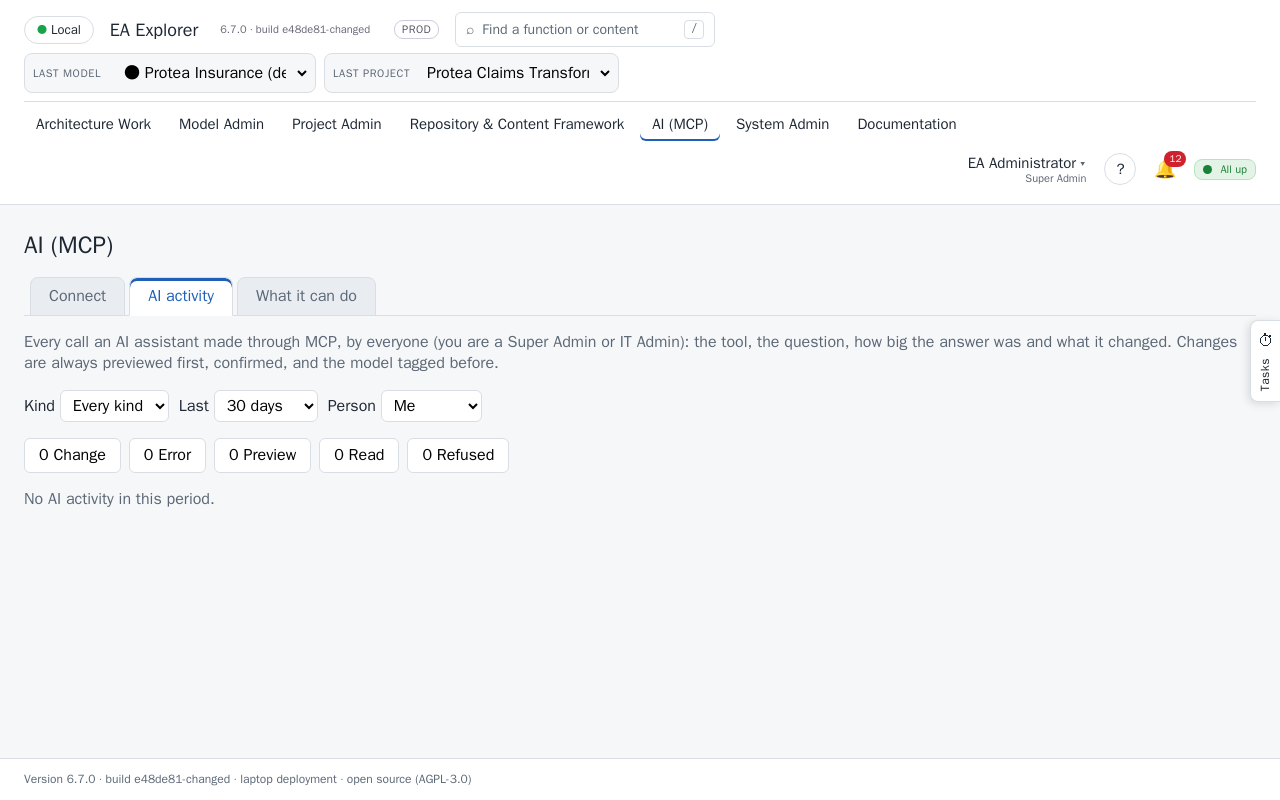 Local
EA Explorer
6.7.0 · build e48de81-changed
PROD
Find a function or content
/
LAST MODEL
Protea Insurance (de
LAST PROJECT
Protea Claims Transforn
Architecture Work
Model Admin
Project Admin
Repository & Content Framework
AI (MCP)
System Admin
Documentation
EA Administrator
Super Admin
?
12
All up
AI (MCP)
Connect
AI activity
What it can do
Every call an AI assistant made through MCP, by everyone (you are a Super Admin or IT Admin): the tool, the question, how big the answer was and what it changed. Changes
are always previewed first, confirmed, and the model tagged before.
Kind
Every kind
Last
30 days
Person
Me
0 Change
0 Error
0 Preview
0 Read
0 Refused
No AI activity in this period.
Tasks
Version 6.7.0 · build e48de81-changed · laptop deployment · open source (AGPL-3.0)